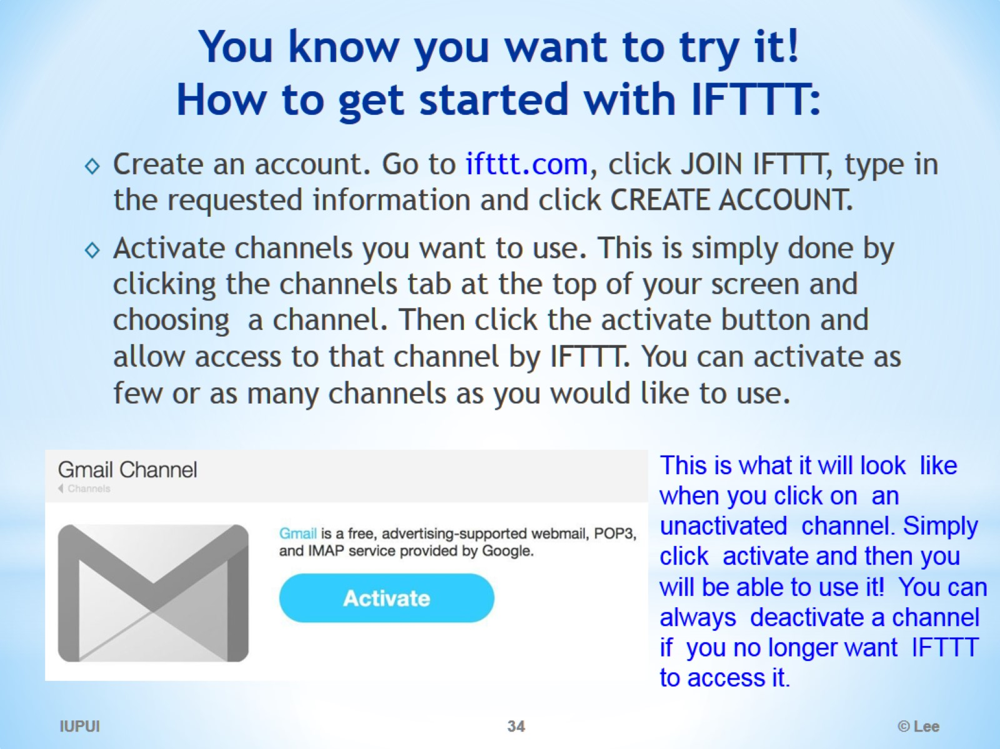 You know you want to try it!
How to get started with IFTTT:
◇ Create an account. Go to ifttt.com, click JOIN IFTTT, type in
the requested information and click CREATE ACCOUNT.
◇ Activate channels you want to use. This is simply done by
clicking the channels tab at the top of your screen and
choosing  a channel. Then click the activate button and
allow access to that channel by IFTTT. You can activate as
few or as many channels as you would like to use.
Gmail Channel
Channels
Gmail is a free, advertising-supported webmail, POP3,
and IMAP service provided by Google.
Activate
This is what it will look  like
when you click on  an
unactivated  channel. Simply
click  activate and then you
will be able to use it!  You can
always  deactivate a channel
if  you no longer want  IFTTT
to access it.
IUPUI
34
© Lee